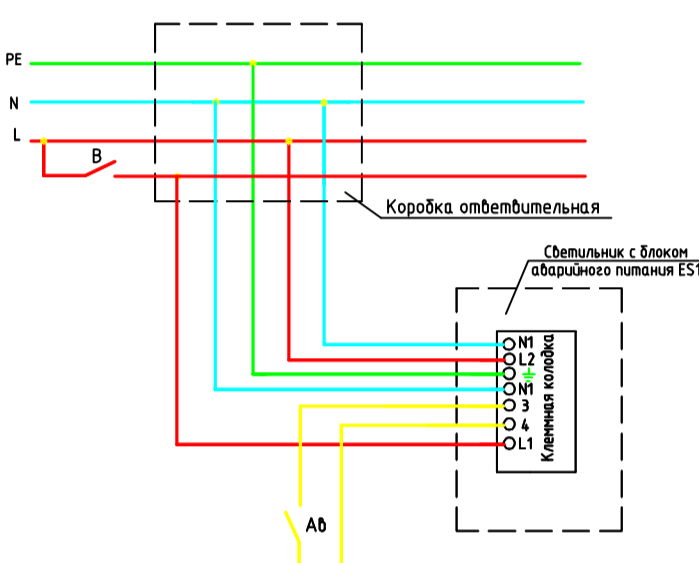 PE
N
L
В
Коробка ответвительная
Светильник с блоком
аварийного питания ES1
N1
L2
N1
3
4
L1
Клеммная колодка
Ав